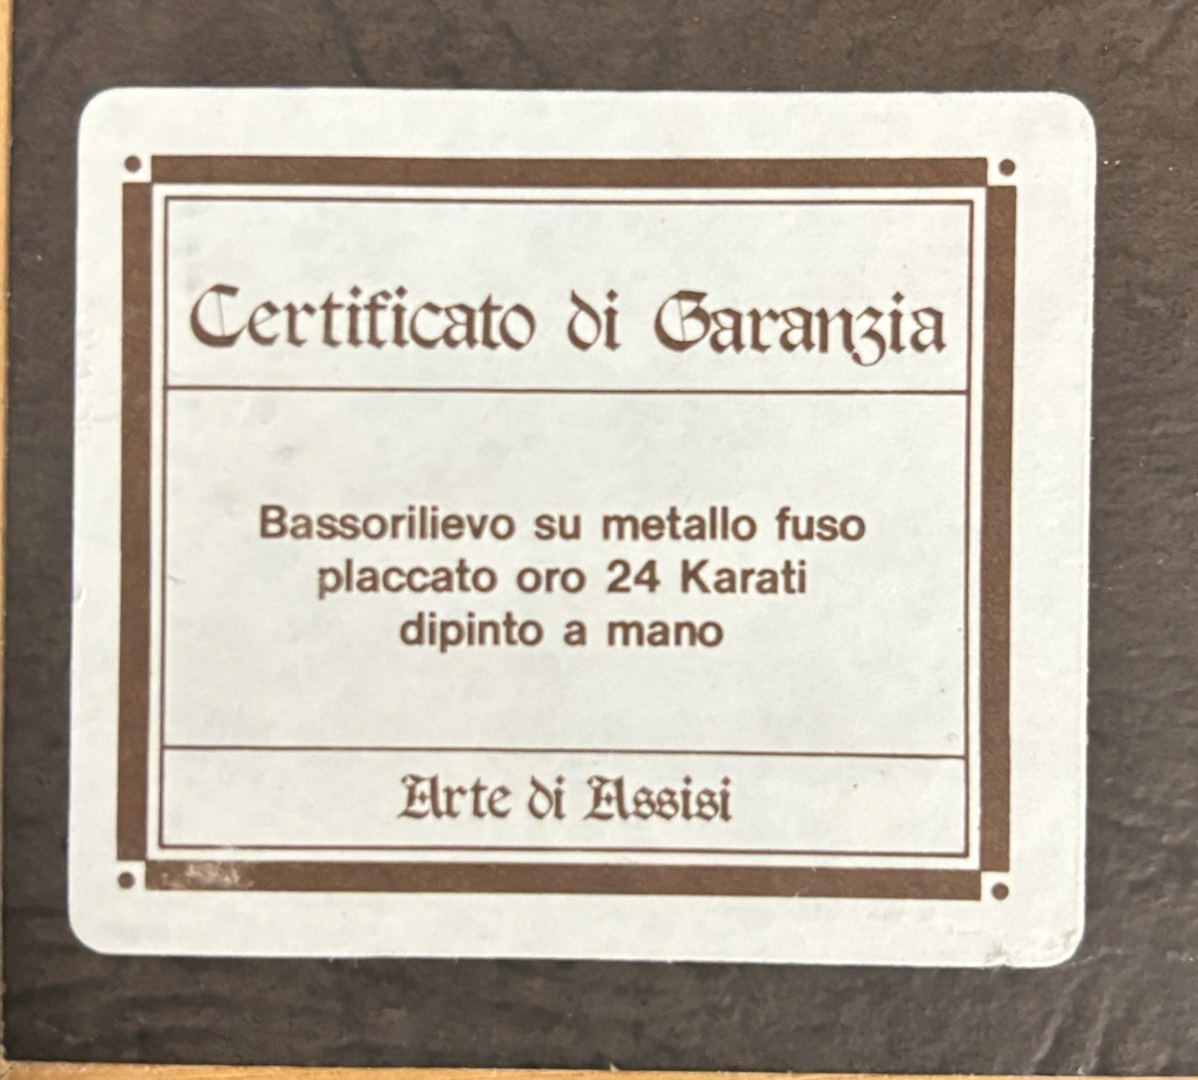 Certificato di Garanzia
Bassorilievo su metallo fuso
placcato oro 24 Karati
dipinto a mano
Arte di Assisi